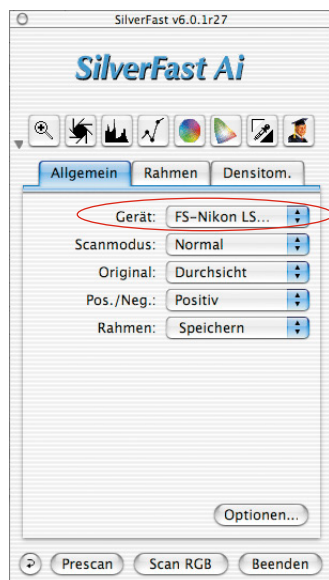 SilverFast v6.0.1r27
SilverFast Ai
Allgemein Rahmen Densitom.
Gerät: FS-Nikon LS...
Scanmodus: Normal
Original: Durchsicht
Pos./Neg.: Positiv
Rahmen: Speichern
Optionen...
Prescan Scan RGB Beenden